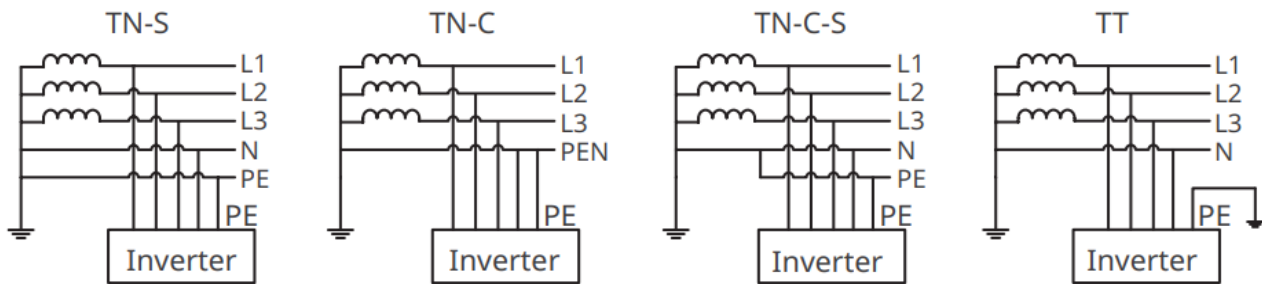 TN-S
L1
L2
L3
N
PE
PE
Inverter
TN-C
L1
L2
L3
PEN
PE
Inverter
TN-C-S
L1
L2
L3
N
PE
PE
Inverter
TT
L1
L2
L3
N
PE
Inverter